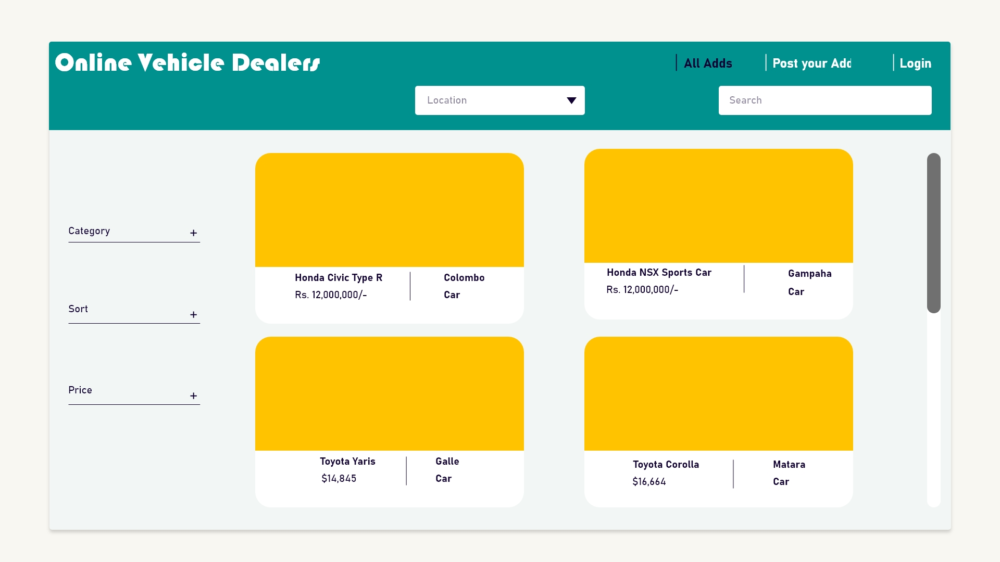 Online Vehicle Dealers
All Adds
Post your Add
Login
Location
Search
Category +
Sort +
Price +
Honda Civic Type R
Rs. 12,000,000/-
Colombo
Car
Honda NSX Sports Car
Rs. 12,000,000/-
Gampaha
Car
Toyota Yaris
$14,845
Galle
Car
Toyota Corolla
$16,664
Matara
Car